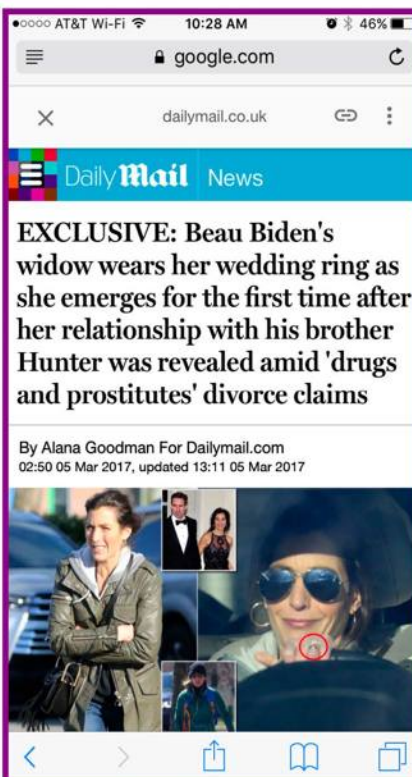 AT&T Wi-Fi 10:28 AM 46%
google.com
dailymail.co.uk
Daily Mail News
EXCLUSIVE: Beau Biden's
widow wears her wedding ring as
she emerges for the first time after
her relationship with his brother
Hunter was revealed amid 'drugs
and prostitutes' divorce claims
By Alana Goodman For Dailymail.com
02:50 05 Mar 2017, updated 13:11 05 Mar 2017